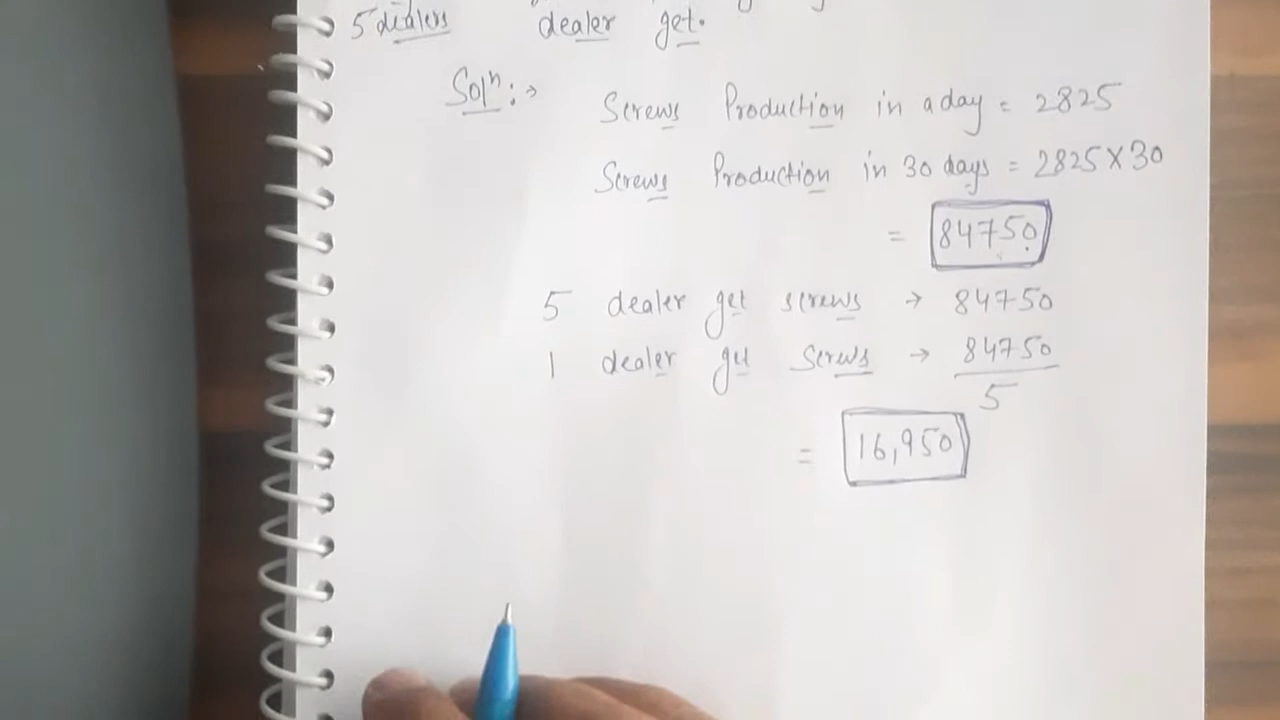 5 dealers dealer get.
Solⁿ:→
Screws Production in a day = 2825
Screws Production in 30 days = 2825×30
= 84750
5 dealer get screws → 84750
1 dealer get Screws → 84750
5
= 16,950